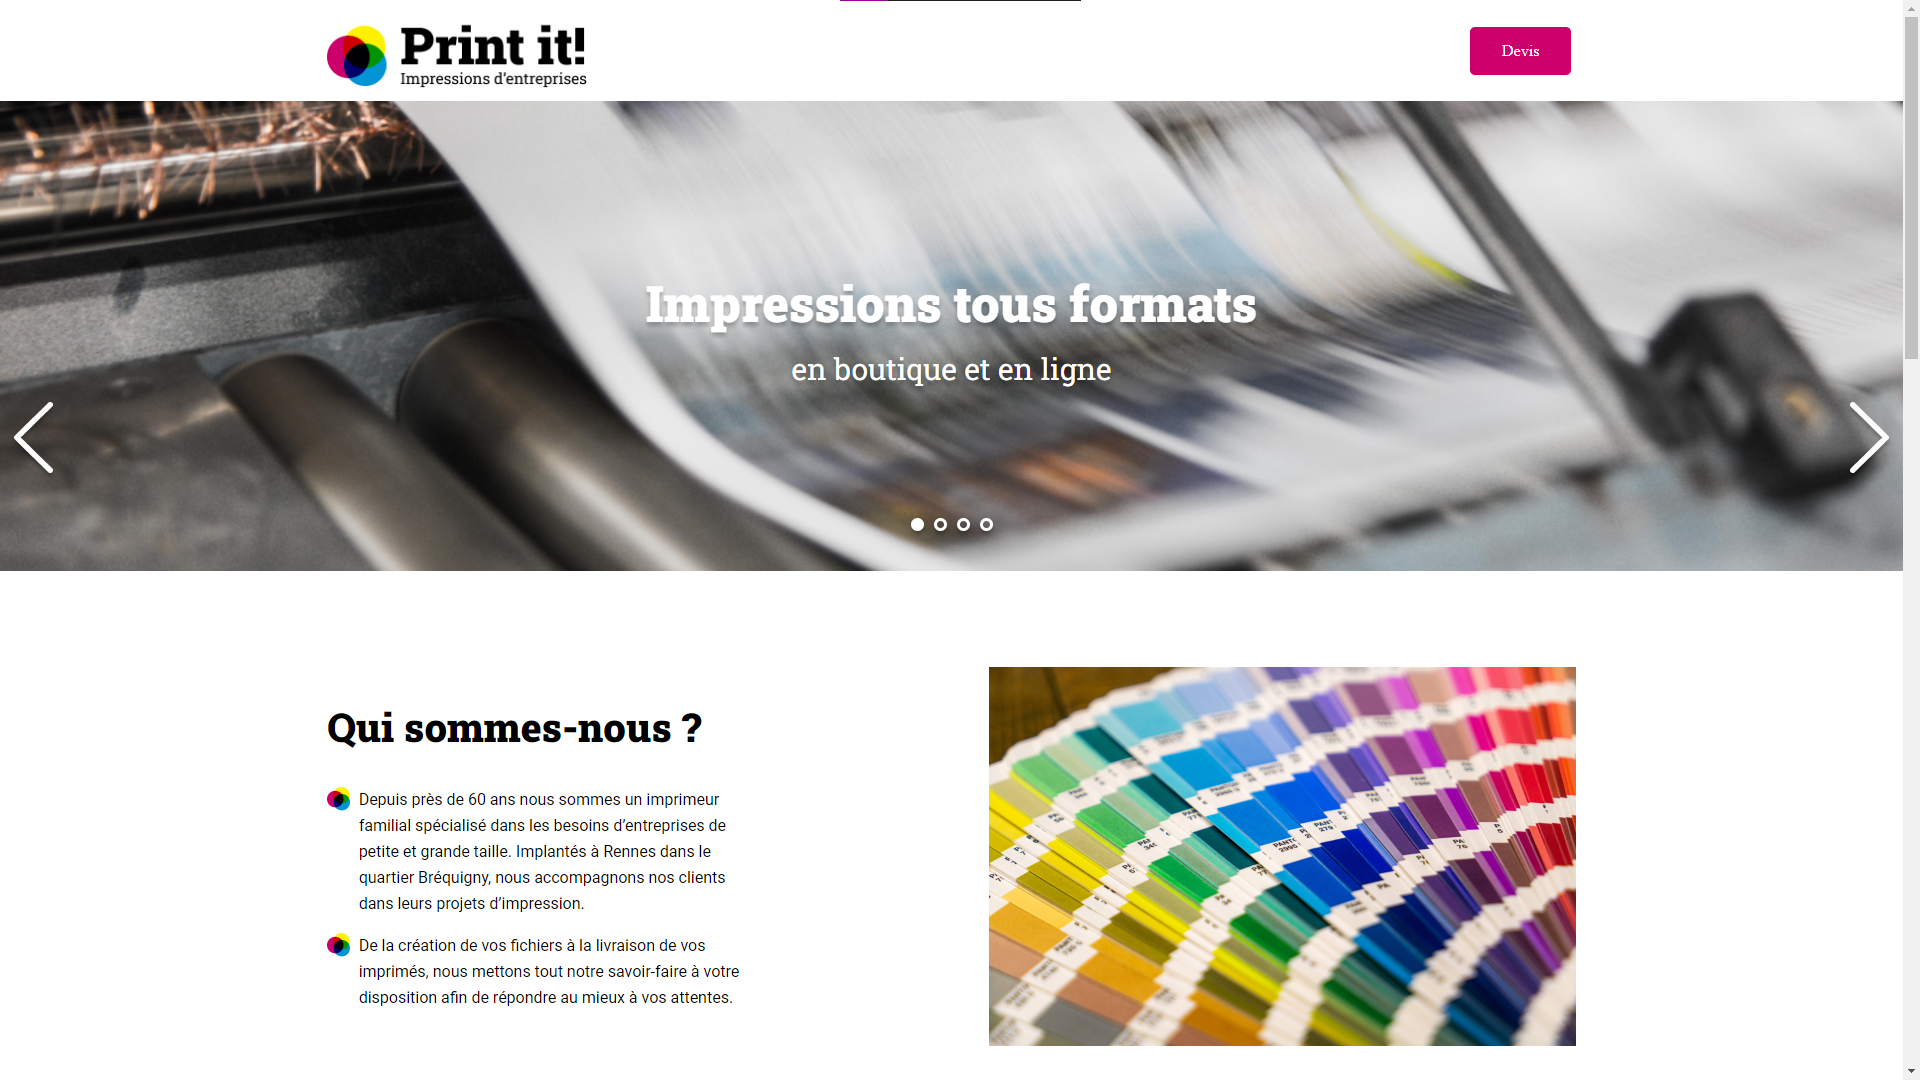 Print it!
Impressions d'entreprises
Devis
Impressions tous formats
en boutique et en ligne
Qui sommes-nous ?
Depuis près de 60 ans nous sommes un imprimeur
familial spécialisé dans les besoins d’entreprises de
petite et grande taille. Implantés à Rennes dans le
quartier Bréquigny, nous accompagnons nos clients
dans leurs projets d’impression.
De la création de vos fichiers à la livraison de vos
imprimés, nous mettons tout notre savoir-faire à votre
disposition afin de répondre au mieux à vos attentes.